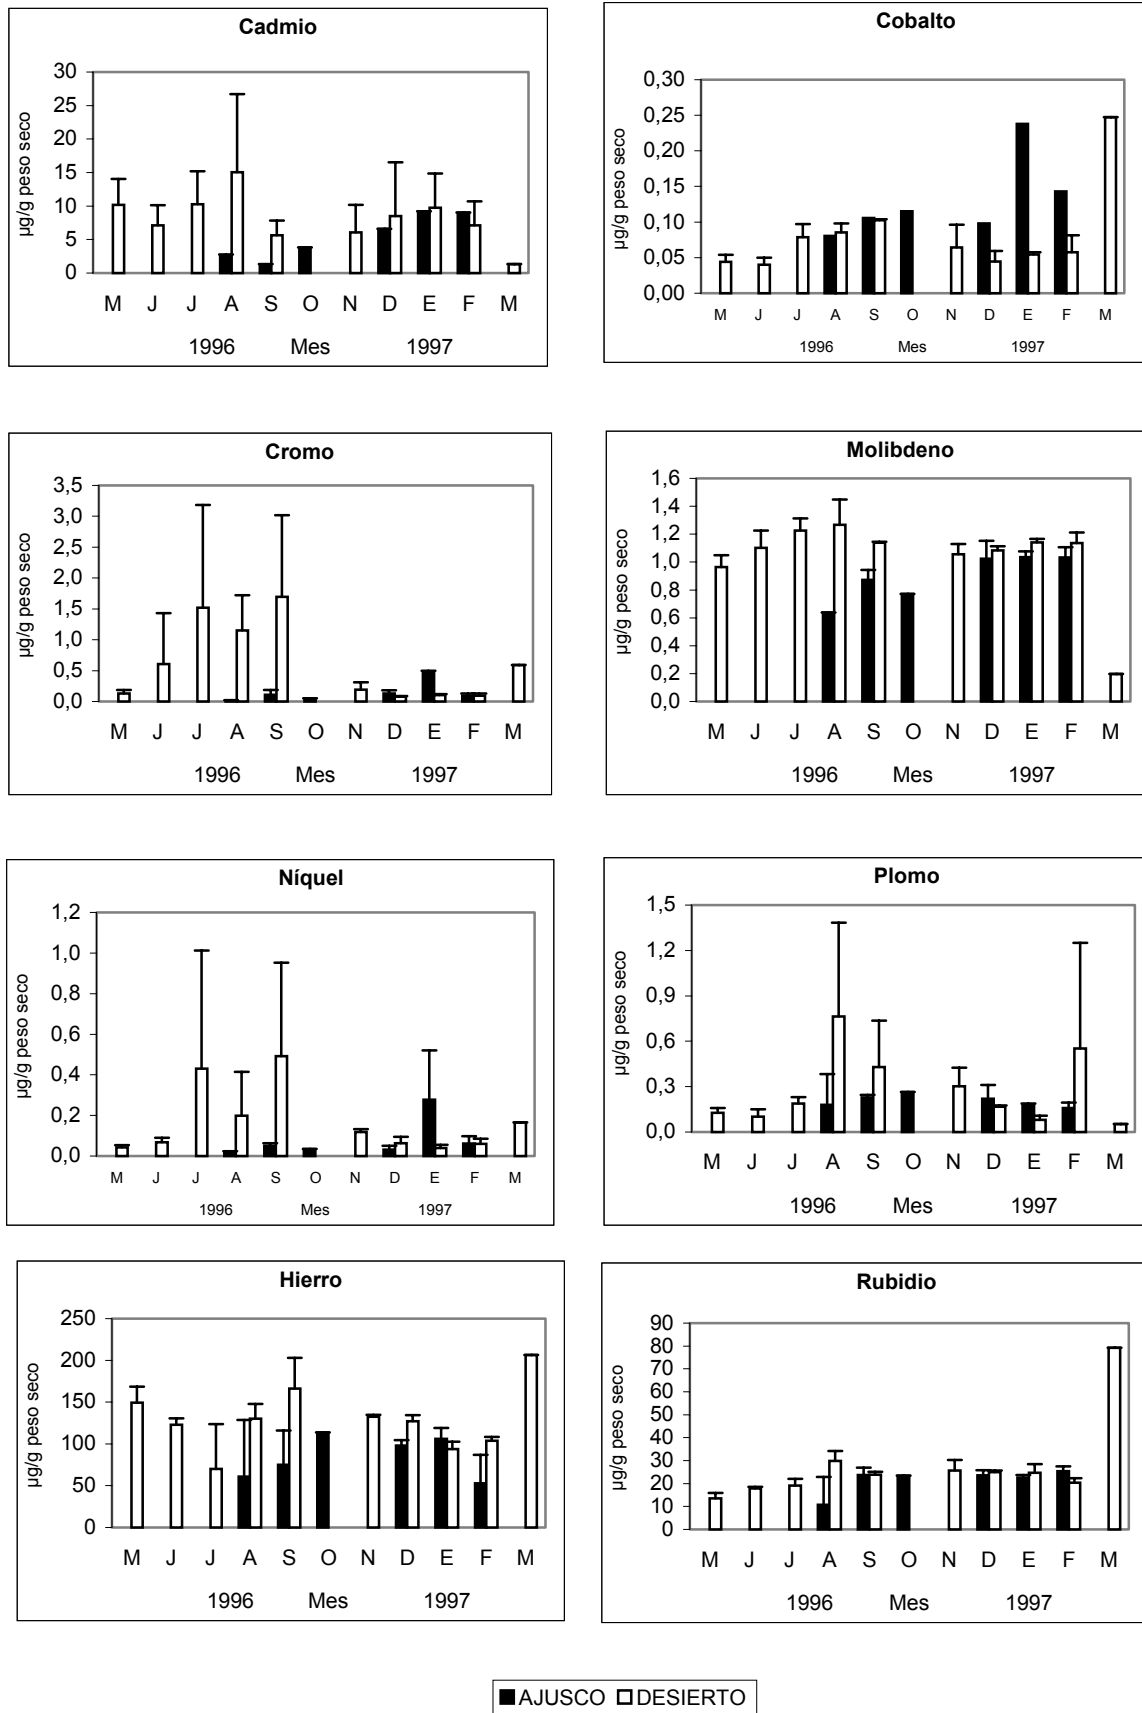 Cadmio
µg/g peso seco
30
25
20
15
10
5
0
M J J A S O N D E F M
1996 Mes 1997
Cobalto
µg/g peso seco
0,30
0,25
0,20
0,15
0,10
0,05
0,00
M J J A S O N D E F M
1996 Mes 1997
Cromo
µg/g peso seco
3,5
3,0
2,5
2,0
1,5
1,0
0,5
0,0
M J J A S O N D E F M
1996 Mes 1997
Molibdeno
µg/g peso seco
1,6
1,4
1,2
1,0
0,8
0,6
0,4
0,2
0,0
M J J A S O N D E F M
1996 Mes 1997
Níquel
µg/g peso seco
1,2
1,0
0,8
0,6
0,4
0,2
0,0
M J J A S O N D E F M
1996 Mes 1997
Plomo
µg/g peso seco
1,5
1,2
0,9
0,6
0,3
0,0
M J J A S O N D E F M
1996 Mes 1997
Hierro
µg/g peso seco
250
200
150
100
50
0
M J J A S O N D E F M
1996 Mes 1997
Rubidio
µg/g peso seco
90
80
70
60
50
40
30
20
10
0
M J J A S O N D E F M
1996 Mes 1997
AJUSCO DESIERTO